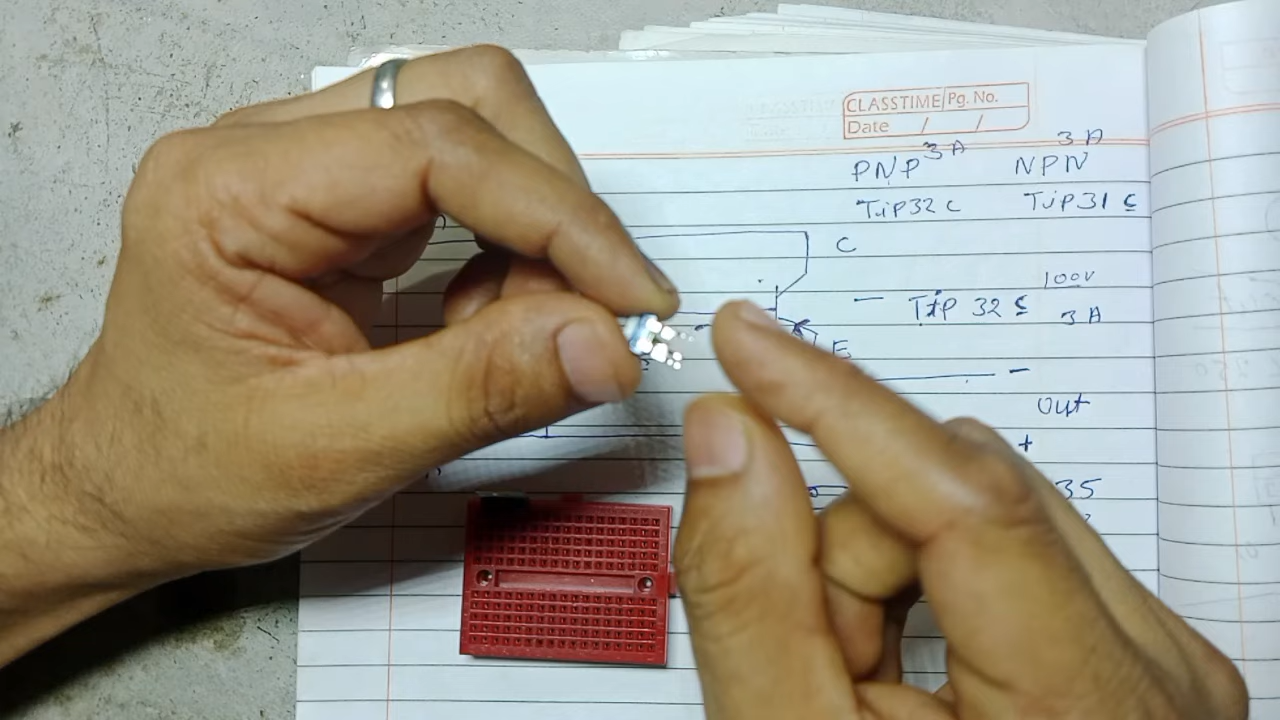 CLASSTIME Pg. No.
Date / /
3A 3A
PNP NPN
TiP32C TiP31C
C
100V
- TiP 32C 3A
E
-
Out
+
35